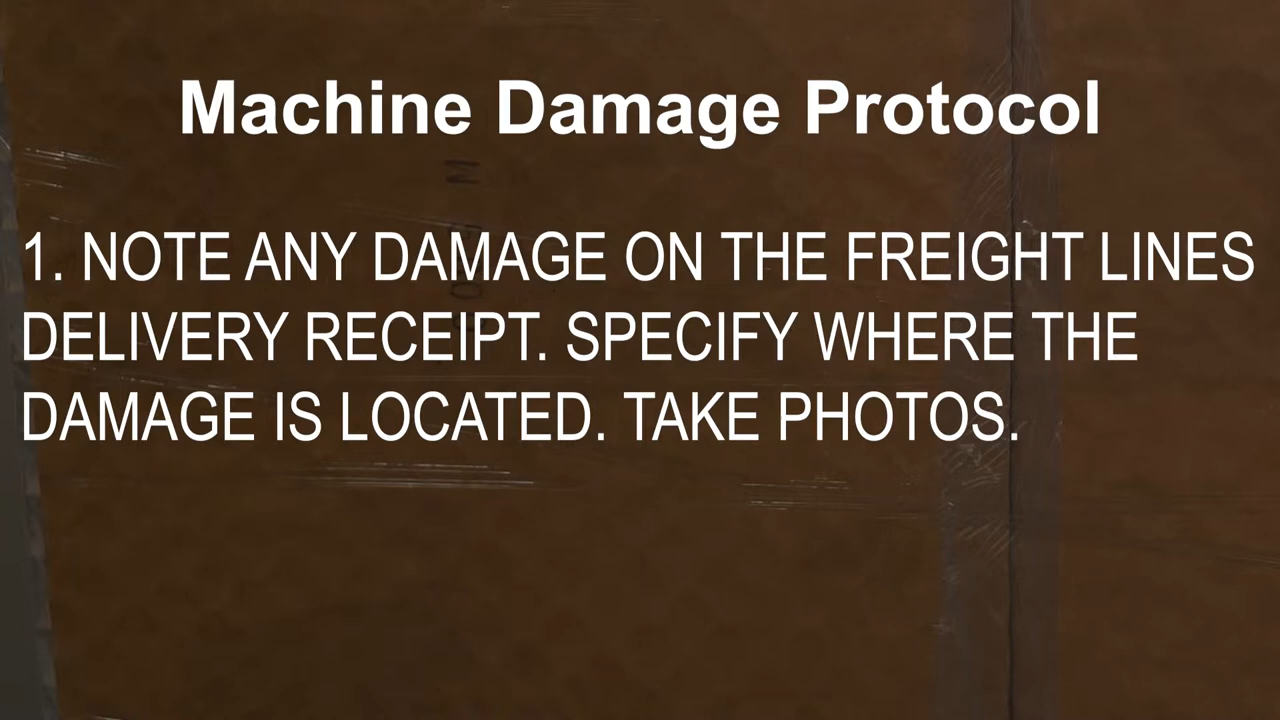 Machine Damage Protocol
1. NOTE ANY DAMAGE ON THE FREIGHT LINES
DELIVERY RECEIPT. SPECIFY WHERE THE
DAMAGE IS LOCATED. TAKE PHOTOS.